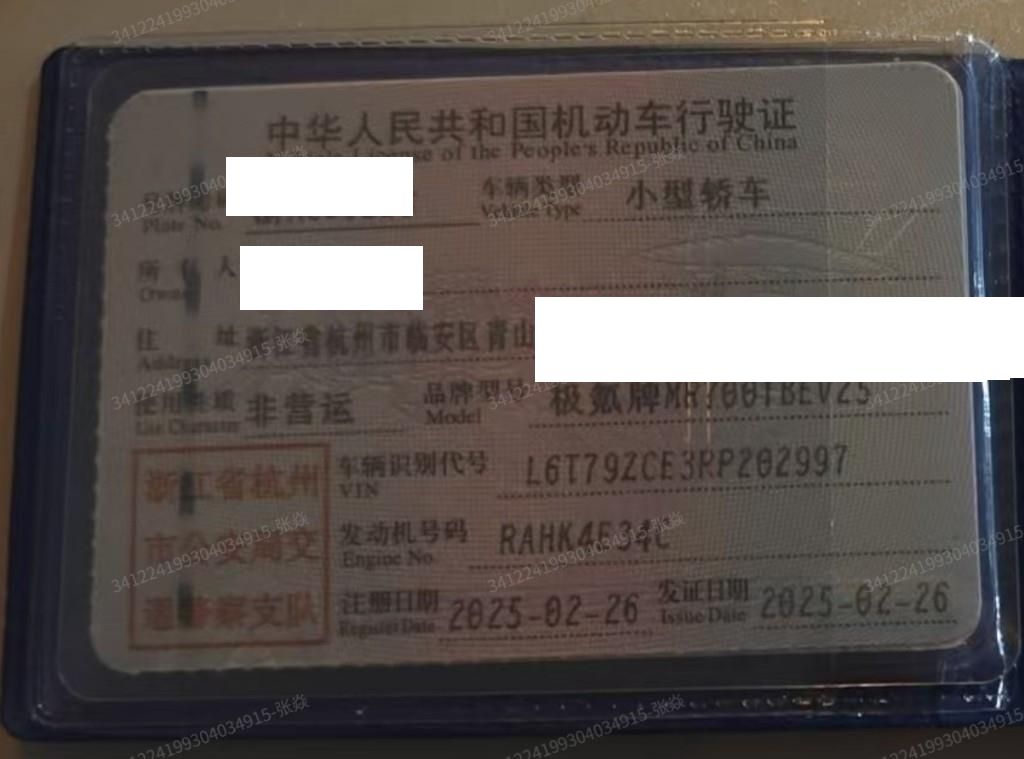 中华人民共和国机动车行驶证
License of the People's Republic of China
Plate No.
车辆类型 小型轿车
Vehicle Type
所有人
Owner
住址 浙江省杭州市临安区青山
Address
使用性质 非营运
Use Character
品牌型号 极氪牌
Model
浙江省杭州
市公安局交
通警察支队
车辆识别代号 L6T79ZCE3RP202997
VIN
发动机号码
Engine No.
注册日期 2025-02-26
Register Date
发证日期 2025-02-26
Issue Date
341224199304034915-张焱